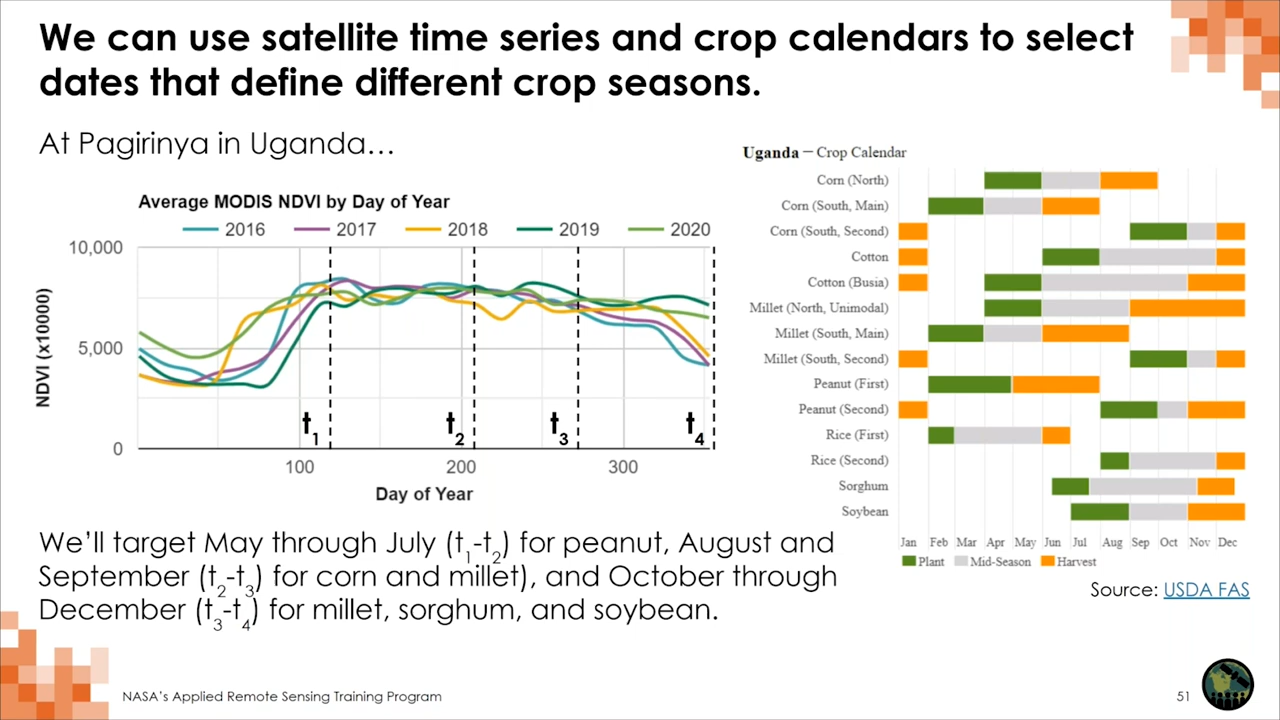 We can use satellite time series and crop calendars to select
dates that define different crop seasons.
At Pagirinya in Uganda…
Average MODIS NDVI by Day of Year
2016 2017 2018 2019 2020
NDVI (x10000)
10,000
5,000
0
t1 t2 t3 t4
100 200 300
Day of Year
Uganda – Crop Calendar
Corn (North)
Corn (South, Main)
Corn (South, Second)
Cotton
Cotton (Busia)
Millet (North, Unimodal)
Millet (South, Main)
Millet (South, Second)
Peanut (First)
Peanut (Second)
Rice (First)
Rice (Second)
Sorghum
Soybean
Jan Feb Mar Apr May Jun Jul Aug Sep Oct Nov Dec
Plant Mid-Season Harvest
Source: USDA FAS
We’ll target May through July (t1-t2) for peanut, August and
September (t2-t3) for corn and millet), and October through
December (t3-t4) for millet, sorghum, and soybean.
NASA’s Applied Remote Sensing Training Program
51